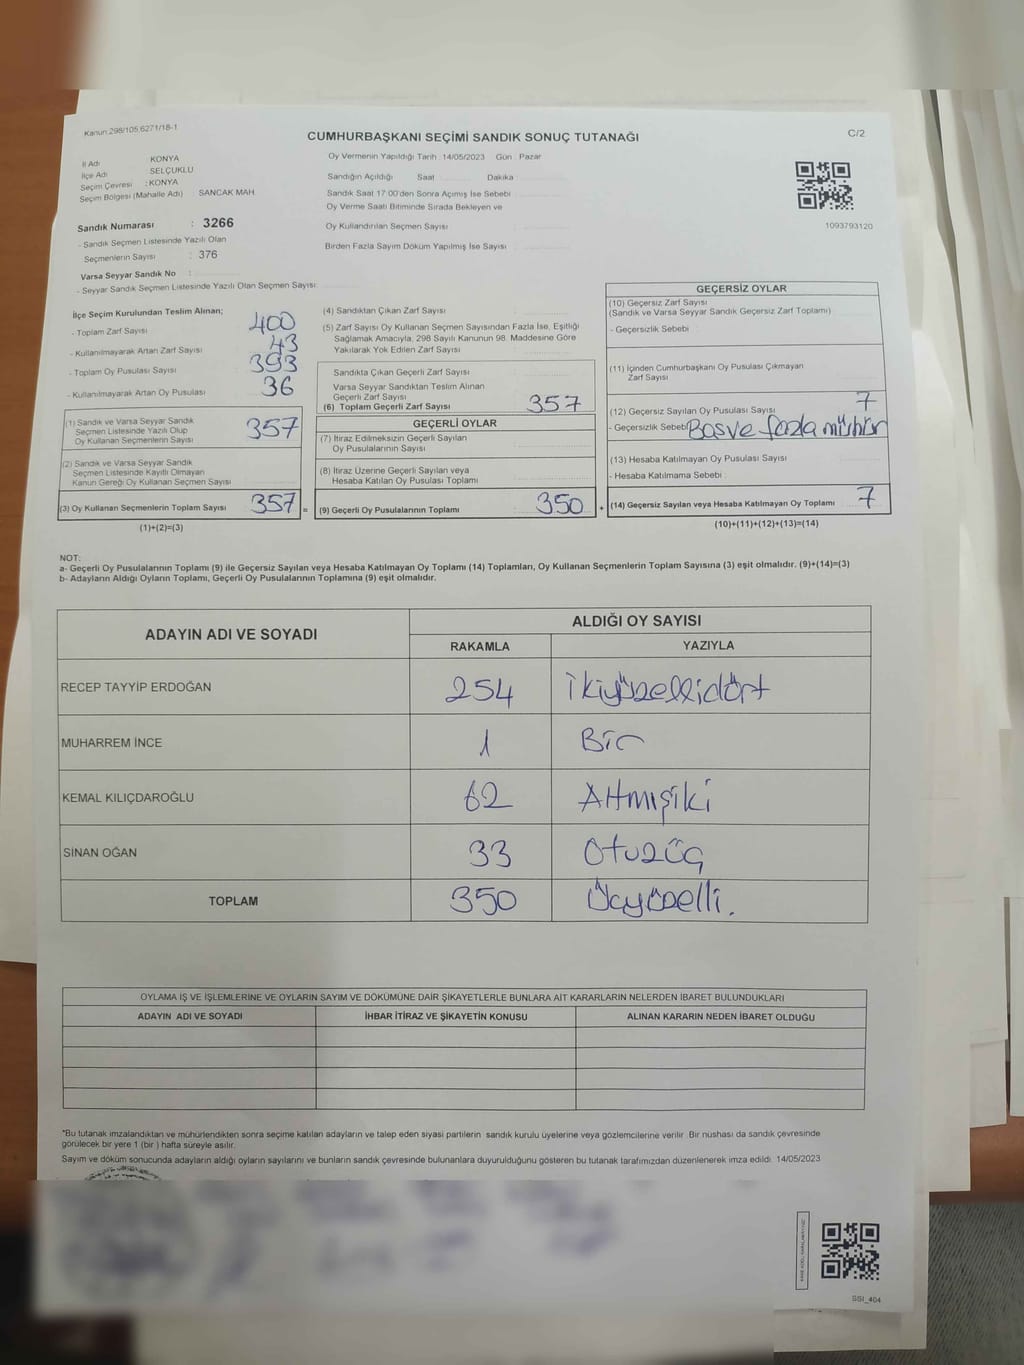 Kanun:298/105,6271/18-1
CUMHURBAŞKANI SEÇİMİ SANDIK SONUÇ TUTANAĞI
C/2
İl Adı KONYA
İlçe Adı SELÇUKLU
Seçim Çevresi : KONYA
Seçim Bölgesi (Mahalle Adı) : SANCAK MAH.
Sandık Numarası : 3266
- Sandık Seçmen Listesinde Yazılı Olan
Seçmenlerin Sayısı : 376
Varsa Seyyar Sandık No :
- Seyyar Sandık Seçmen Listesinde Yazılı Olan Seçmen Sayısı:
Oy Vermenin Yapıldığı Tarih : 14/05/2023 Gün : Pazar
Sandığın Açıldığı Saat Dakika
Sandık Saat 17:00'den Sonra Açımış İse Sebebi
Oy Verme Saati Bitiminde Sırada Bekleyen ve
Oy Kullandırılan Seçmen Sayısı
Birden Fazla Sayım Döküm Yapılmış İse Sayısı
1093793120
İlçe Seçim Kurulundan Teslim Alınan;
- Toplam Zarf Sayısı 400
- Kullanılmayarak Artan Zarf Sayısı 43
- Toplam Oy Pusulası Sayısı 393
- Kullanılmayarak Artan Oy Pusulası 36
(1) Sandık ve Varsa Seyyar Sandık
Seçmen Listesinde Yazılı Olup
Oy Kullanan Seçmenlerin Sayısı 357
(2) Sandık ve Varsa Seyyar Sandık
Seçmen Listesinde Kayıtlı Olmayan
Kanun Gereği Oy Kullanan Seçmen Sayısı
(3) Oy Kullanan Seçmenlerin Toplam Sayısı 357 =
(1)+(2)=(3)
(4) Sandıktan Çıkan Zarf Sayısı
(5) Zarf Sayısı Oy Kullanan Seçmen Sayısından Fazla İse, Eşitliği
Sağlamak Amacıyla, 298 Sayılı Kanunun 98. Maddesine Göre
Yakılarak Yok Edilen Zarf Sayısı
Sandıkta Çıkan Geçerli Zarf Sayısı
Varsa Seyyar Sandıktan Teslim Alınan
Geçerli Zarf Sayısı
(6) Toplam Geçerli Zarf Sayısı 357
GEÇERLİ OYLAR
(7) İtiraz Edilmeksizin Geçerli Sayılan
Oy Pusulalarının Sayısı
(8) İtiraz Üzerine Geçerli Sayılan veya
Hesaba Katılan Oy Pusulası Toplamı
(9) Geçerli Oy Pusulalarının Toplamı 350 +
GEÇERSİZ OYLAR
(10) Geçersiz Zarf Sayısı
(Sandık ve Varsa Seyyar Sandık Geçersiz Zarf Toplamı)
- Geçersizlik Sebebi
(11) İçinden Cumhurbaşkanı Oy Pusulası Çıkmayan
Zarf Sayısı
(12) Geçersiz Sayılan Oy Pusulası Sayısı 7
- Geçersizlik Sebebi Boş ve fazla mühür
(13) Hesaba Katılmayan Oy Pusulası Sayısı
- Hesaba Katılmama Sebebi :
(14) Geçersiz Sayılan veya Hesaba Katılmayan Oy Toplamı 7
(10)+(11)+(12)+(13)=(14)
NOT:
a- Geçerli Oy Pusulalarının Toplamı (9) ile Geçersiz Sayılan veya Hesaba Katılmayan Oy Toplamı (14) Toplamları, Oy Kullanan Seçmenlerin Toplam Sayısına (3) eşit olmalıdır. (9)+(14)=(3)
b- Adayların Aldığı Oyların Toplamı, Geçerli Oy Pusulalarının Toplamına (9) eşit olmalıdır.
ADAYIN ADI VE SOYADI ALDIĞI OY SAYISI
RAKAMLA YAZIYLA
RECEP TAYYİP ERDOĞAN 254 İkiyüzellidört
MUHARREM İNCE 1 Bir
KEMAL KILIÇDAROĞLU 62 Altmışiki
SİNAN OĞAN 33 Otuzüç
TOPLAM 350 Üçyüzelli.
OYLAMA İŞ VE İŞLEMLERİNE VE OYLARIN SAYIM VE DÖKÜMÜNE DAİR ŞİKAYETLERLE BUNLARA AİT KARARLARIN NELERDEN İBARET BULUNDUKLARI
ADAYIN ADI VE SOYADI İHBAR İTİRAZ VE ŞİKAYETİN KONUSU ALINAN KARARIN NEDEN İBARET OLDUĞU
*Bu tutanak imzalandıktan ve mühürlendikten sonra seçime katılan adayların ve talep eden siyasi partilerin sandık kurulu üyelerine veya gözlemcilerine verilir. Bir nüshası da sandık çevresinde
görülecek bir yere 1 (bir) hafta süreyle asılır.
Sayım ve döküm sonucunda adayların aldığı oyların sayılarını ve bunların sandık çevresinde bulunanlara duyurulduğunu gösteren bu tutanak tarafımızdan düzenlenerek imza edildi. 14/05/2023
SSI_404